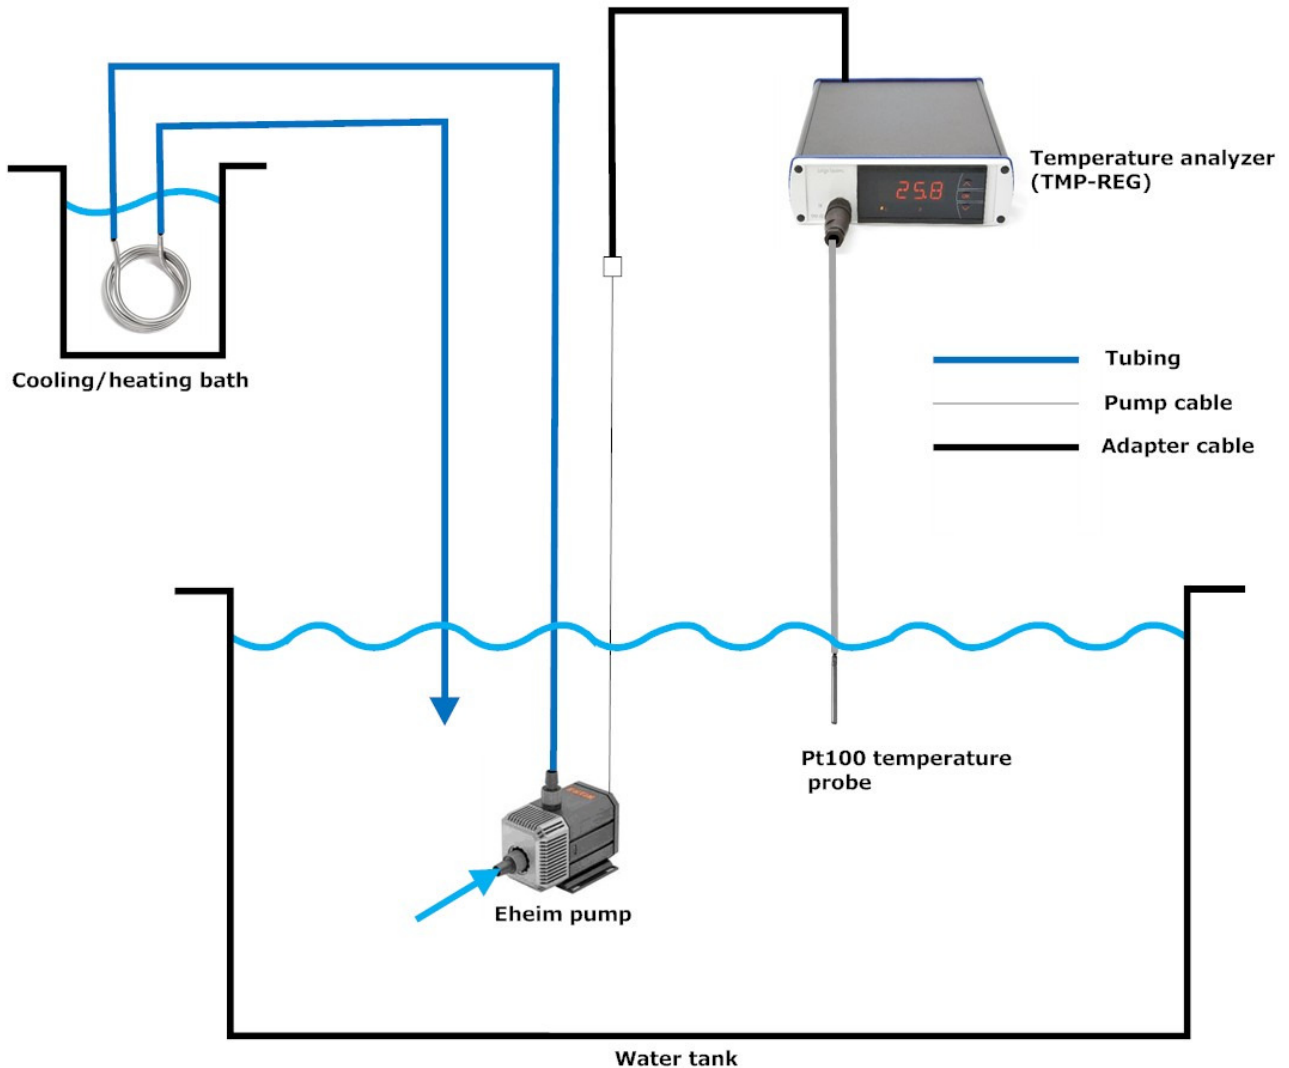 Temperature analyzer
(TMP-REG)
25.8
Cooling/heating bath
Tubing
Pump cable
Adapter cable
Pt100 temperature
probe
Eheim pump
Water tank